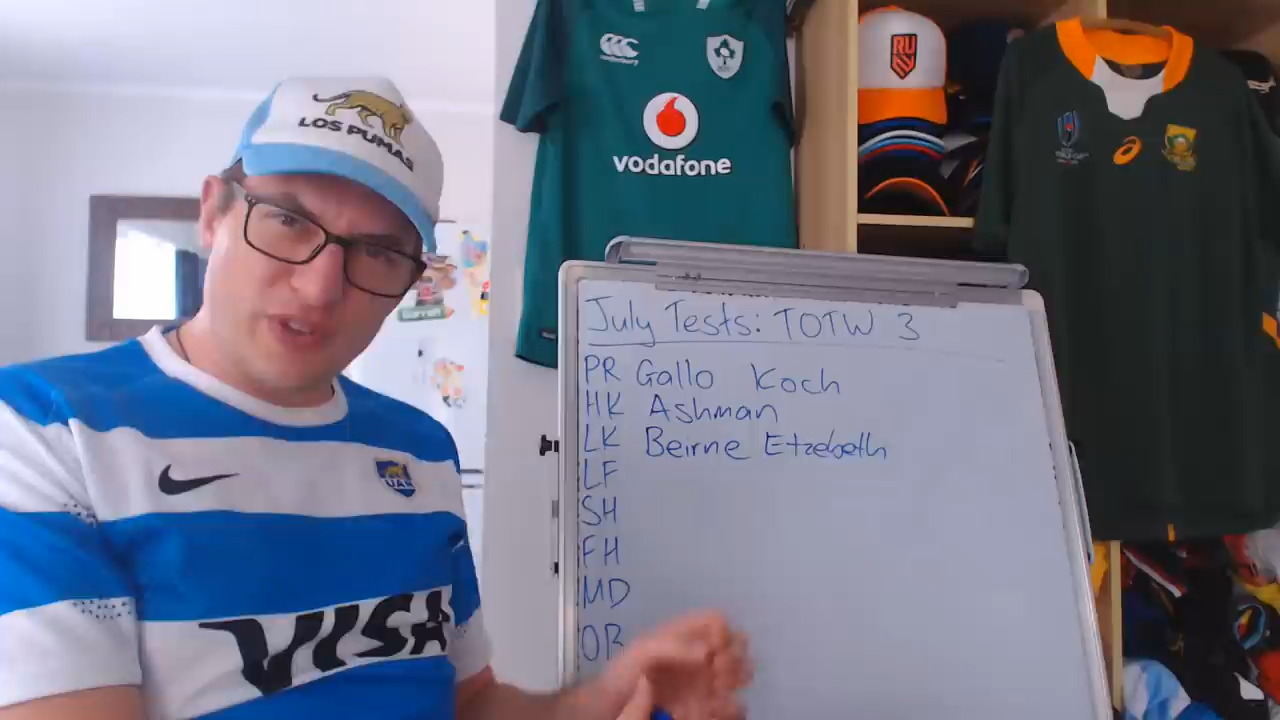 LOS PUMAS
canterbury
vodafone
RU
UAR
VISA
July Tests: TOTW 3
PR Gallo Koch
HK Ashman
LK Beirne Etzebeth
LF
SH
FH
MD
OB